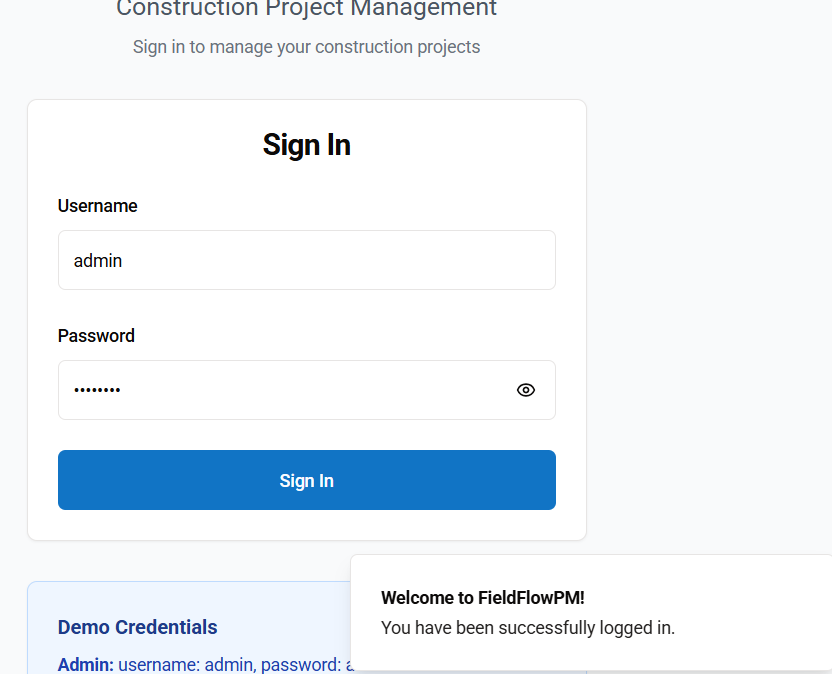 Construction Project Management
Sign in to manage your construction projects
Sign In
Username
admin
Password
••••••••
Sign In
Welcome to FieldFlowPM!
You have been successfully logged in.
Demo Credentials
Admin: username: admin, password: a